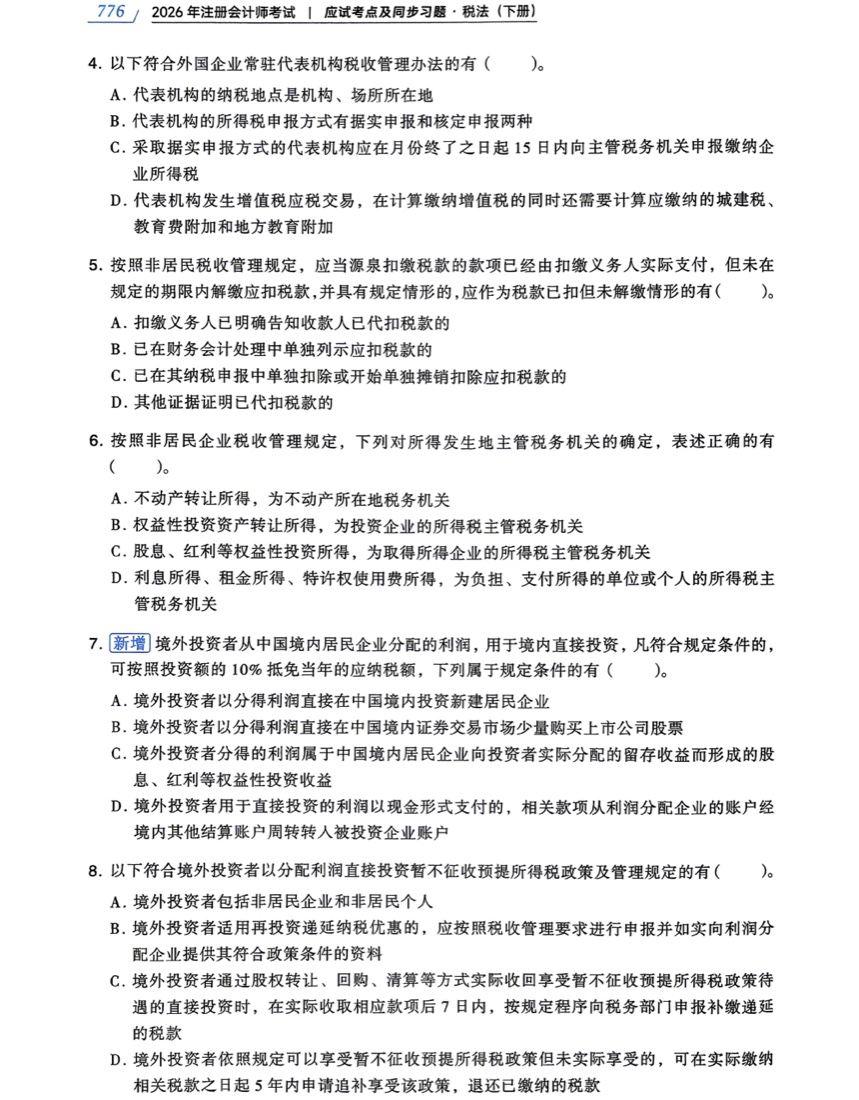 776 2026年注册会计师考试 | 应试考点及同步习题·税法（下册）
4. 以下符合外国企业常驻代表机构税收管理办法的有（　　）。
A. 代表机构的纳税地点是机构、场所所在地
B. 代表机构的所得税申报方式有据实申报和核定申报两种
C. 采取据实申报方式的代表机构应在月份终了之日起 15 日内向主管税务机关申报缴纳企
业所得税
D. 代表机构发生增值税应税交易，在计算缴纳增值税的同时还需要计算应缴纳的城建税、
教育费附加和地方教育附加
5. 按照非居民税收管理规定，应当源泉扣缴税款的款项已经由扣缴义务人实际支付，但未在
规定的期限内解缴应扣税款，并具有规定情形的，应作为税款已扣但未解缴情形的有（　　）。
A. 扣缴义务人已明确告知收款人已代扣税款的
B. 已在财务会计处理中单独列示应扣税款的
C. 已在其纳税申报中单独扣除或开始单独摊销扣除应扣税款的
D. 其他证据证明已代扣税款的
6. 按照非居民企业税收管理规定，下列对所得发生地主管税务机关的确定，表述正确的有
（　　）。
A. 不动产转让所得，为不动产所在地税务机关
B. 权益性投资资产转让所得，为投资企业的所得税主管税务机关
C. 股息、红利等权益性投资所得，为取得所得企业的所得税主管税务机关
D. 利息所得、租金所得、特许权使用费所得，为负担、支付所得的单位或个人的所得税主
管税务机关
7. 新增 境外投资者从中国境内居民企业分配的利润，用于境内直接投资，凡符合规定条件的，
可按照投资额的 10% 抵免当年的应纳税额，下列属于规定条件的有（　　）。
A. 境外投资者以分得利润直接在中国境内投资新建居民企业
B. 境外投资者以分得利润直接在中国境内证券交易市场少量购买上市公司股票
C. 境外投资者分得的利润属于中国境内居民企业向投资者实际分配的留存收益而形成的股
息、红利等权益性投资收益
D. 境外投资者用于直接投资的利润以现金形式支付的，相关款项从利润分配企业的账户经
境内其他结算账户周转转入被投资企业账户
8. 以下符合境外投资者以分配利润直接投资暂不征收预提所得税政策及管理规定的有（　　）。
A. 境外投资者包括非居民企业和非居民个人
B. 境外投资者适用再投资递延纳税优惠的，应按照税收管理要求进行申报并如实向利润分
配企业提供其符合政策条件的资料
C. 境外投资者通过股权转让、回购、清算等方式实际收回享受暂不征收预提所得税政策待
遇的直接投资时，在实际收取相应款项后 7 日内，按规定程序向税务部门申报补缴递延
的税款
D. 境外投资者依照规定可以享受暂不征收预提所得税政策但未实际享受的，可在实际缴纳
相关税款之日起 5 年内申请追补享受该政策，退还已缴纳的税款